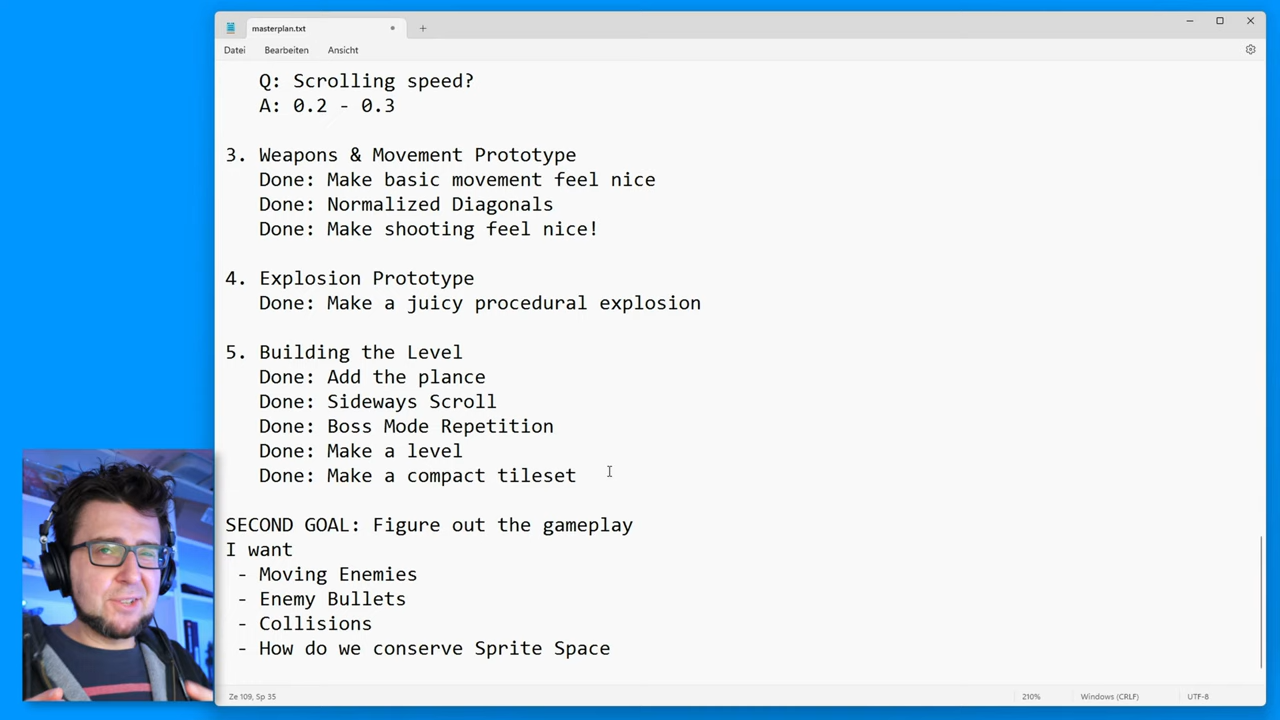 masterplan.txt
Datei Bearbeiten Ansicht
Q: Scrolling speed?
A: 0.2 - 0.3
3. Weapons & Movement Prototype
Done: Make basic movement feel nice
Done: Normalized Diagonals
Done: Make shooting feel nice!
4. Explosion Prototype
Done: Make a juicy procedural explosion
5. Building the Level
Done: Add the plance
Done: Sideways Scroll
Done: Boss Mode Repetition
Done: Make a level
Done: Make a compact tileset
SECOND GOAL: Figure out the gameplay
I want
- Moving Enemies
- Enemy Bullets
- Collisions
- How do we conserve Sprite Space
Ze 109, Sp 35 210% Windows (CRLF) UTF-8